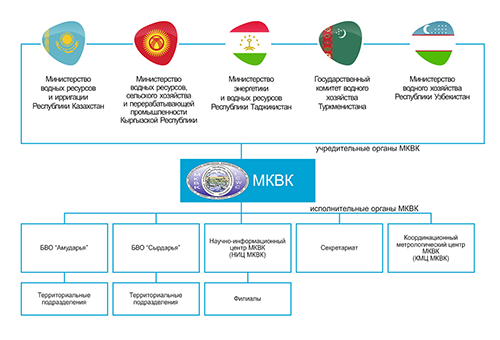 Министерство
водных ресурсов
и ирригации
Республики Казахстан
Министерство
водных ресурсов,
сельского хозяйства
и перерабатывающей
промышленности
Кыргызской Республики
Министерство
энергетики
и водных ресурсов
Республики Таджикистан
Государственный
комитет водного
хозяйства
Туркменистана
Министерство
водного хозяйства
Республики Узбекистан
учредительные органы МКВК
МКВК
исполнительные органы МКВК
БВО "Амударья"
БВО "Сырдарья"
Научно-информационный
центр МКВК
(НИЦ МКВК)
Секретариат
Координационный
метрологический центр
МКВК
(КМЦ МКВК)
Территориальные
подразделения
Территориальные
подразделения
Филиалы